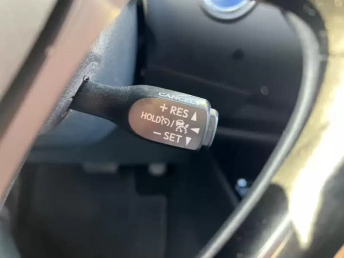 CANCEL
+ RES ▲
HOLD
− SET ▼